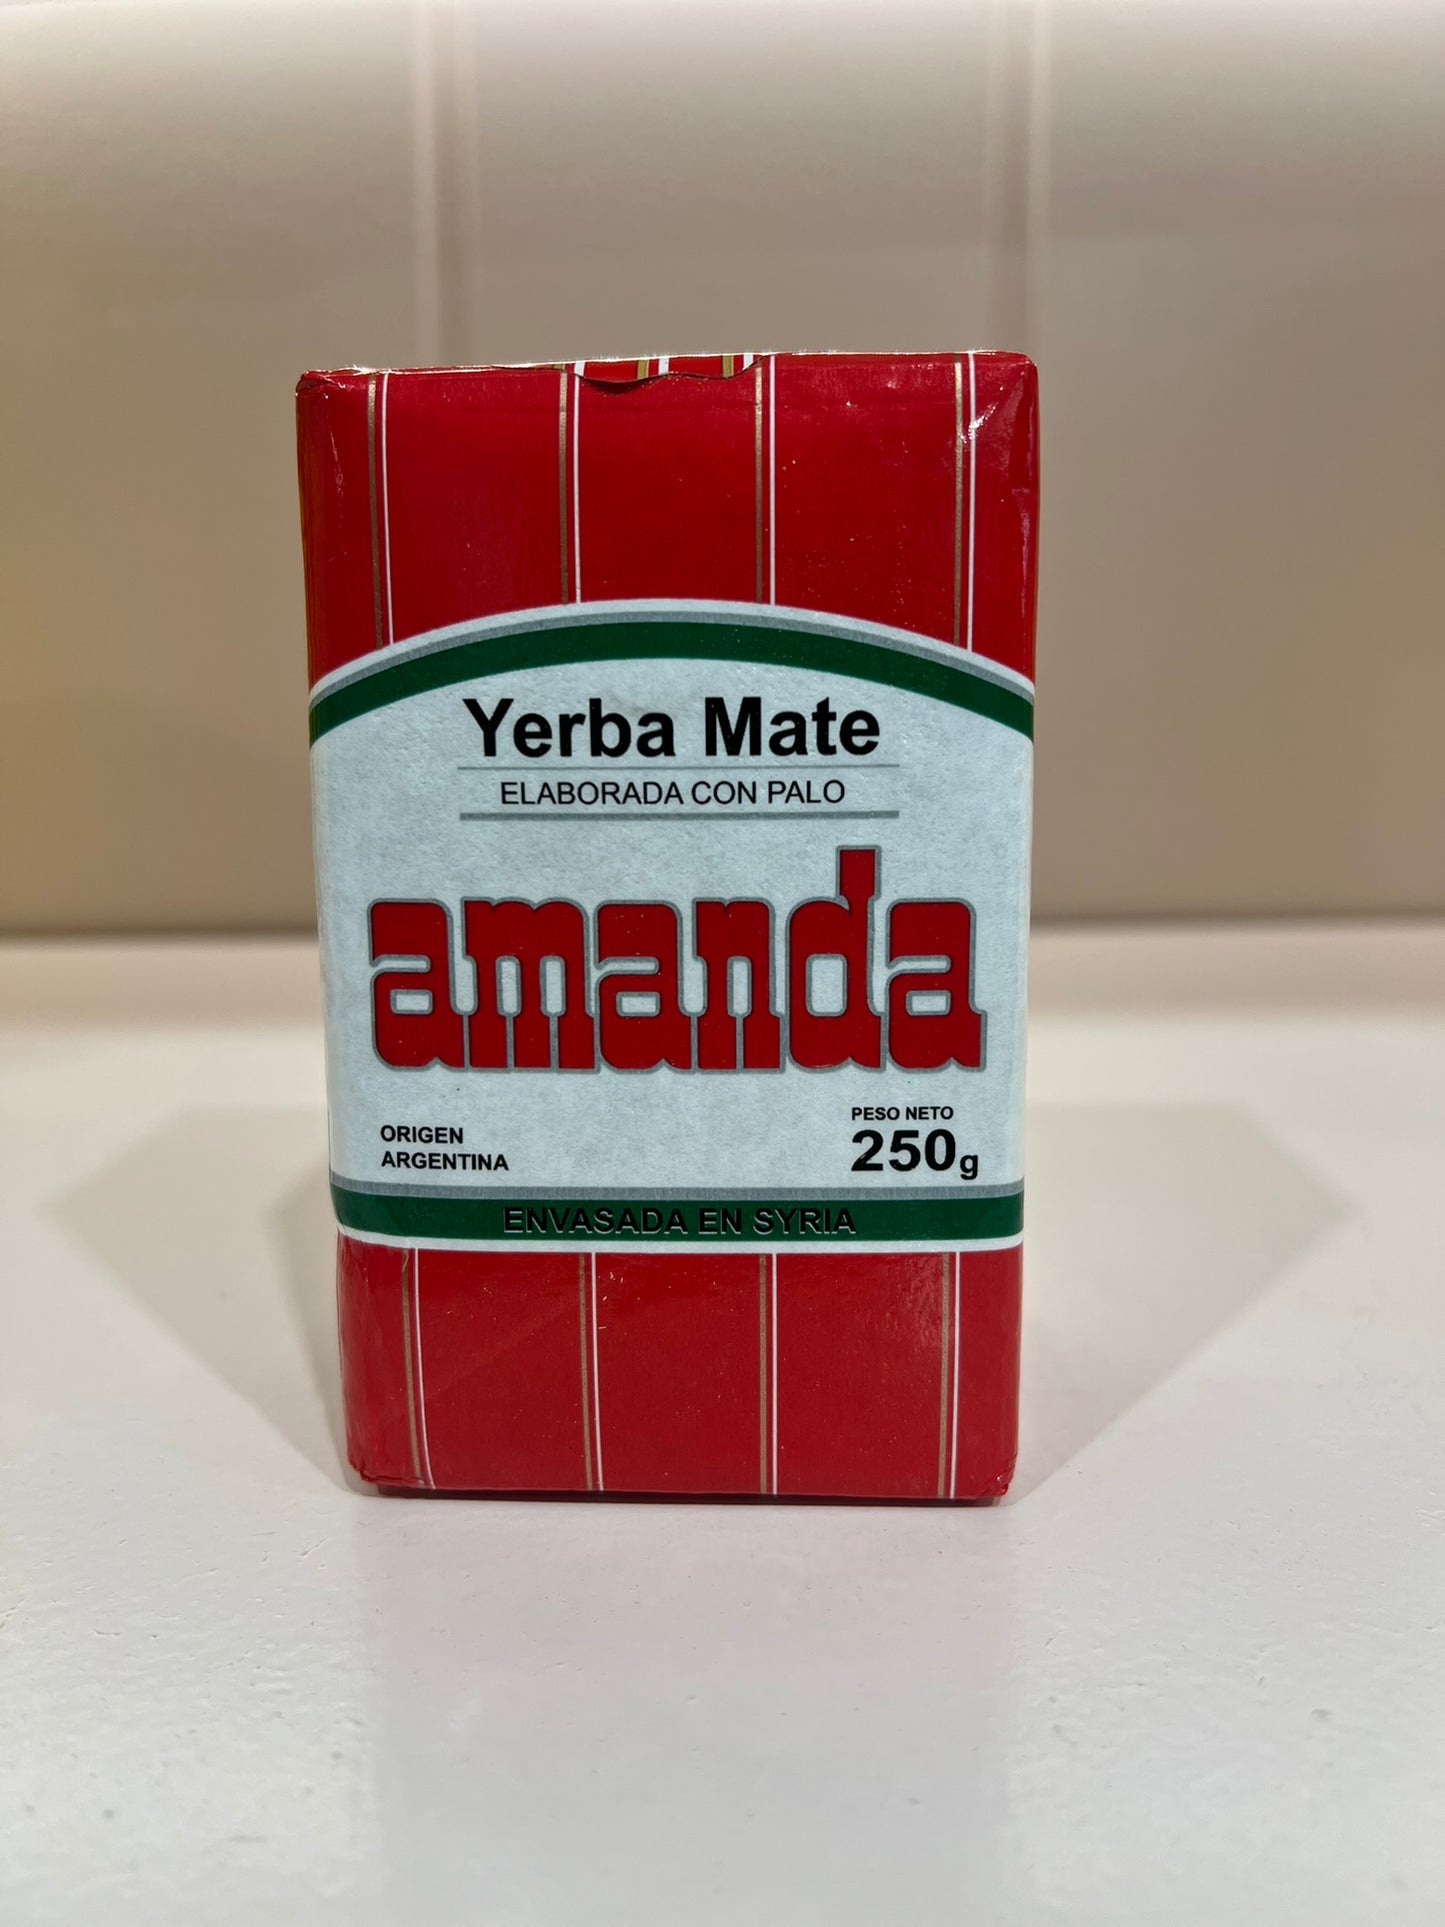 Yerba Mate
ELABORADA CON PALO
amanda
ORIGEN
ARGENTINA
PESO NETO
250g
ENVASADA EN SYRIA